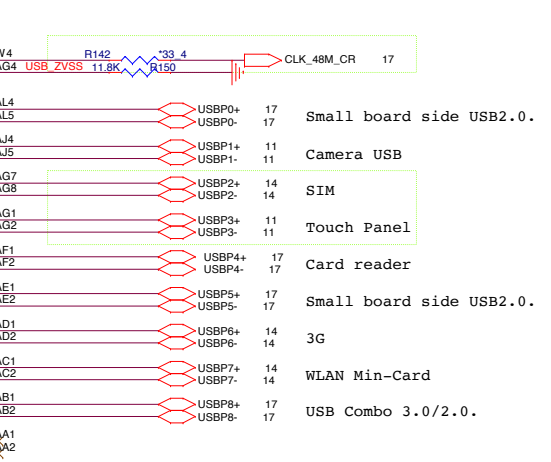 W4 R142 *33_4 CLK_48M_CR 17
AG4 USB_ZVSS 11.8K R150
AL4 USBP0+ 17
AL5 USBP0- 17 Small board side USB2.0.
AJ4 USBP1+ 11
AJ5 USBP1- 11 Camera USB
AG7 USBP2+ 14
AG8 USBP2- 14 SIM
AG1 USBP3+ 11
AG2 USBP3- 11 Touch Panel
AF1 USBP4+ 17
AF2 USBP4- 17 Card reader
AE1 USBP5+ 17
AE2 USBP5- 17 Small board side USB2.0.
AD1 USBP6+ 14
AD2 USBP6- 14 3G
AC1 USBP7+ 14
AC2 USBP7- 14 WLAN Min-Card
AB1 USBP8+ 17
AB2 USBP8- 17 USB Combo 3.0/2.0.
AA1
AA2